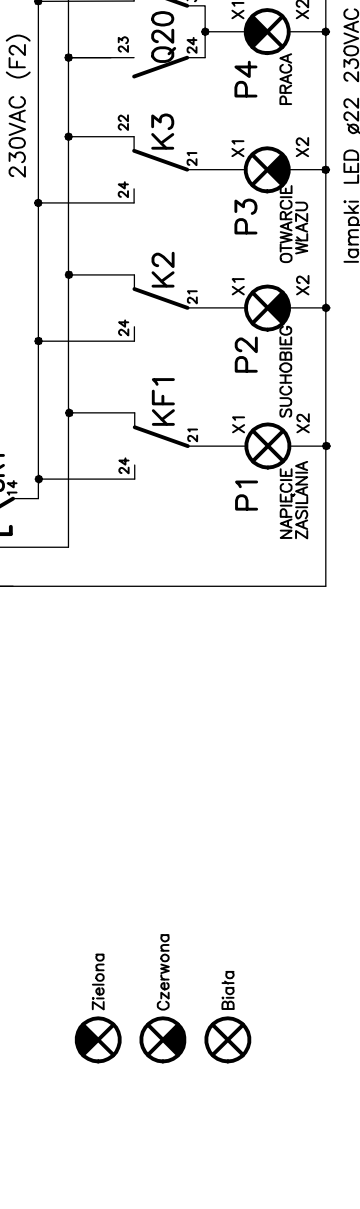 230VAC (F2)
14
L
23
Q20
24
X1
P4
PRACA
X2
lampki LED ø22 230VAC
22
K3
21
24
X1
P3
OTWARCIE
WŁAZU
X2
K2
21
24
X1
P2
SUCHOBIEG
X2
KF1
21
24
X1
P1
NAPIĘCIE
ZASILANIA
X2
Zielona
Czerwona
Biała